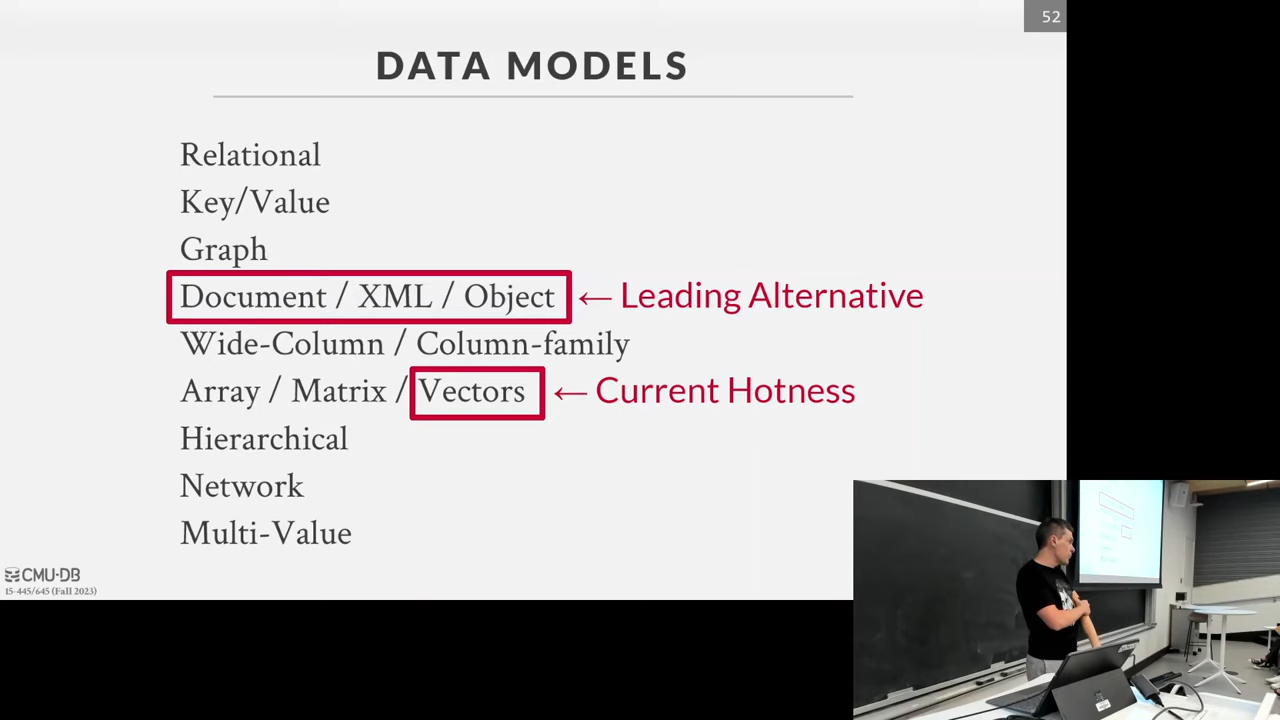 52
DATA MODELS
Relational
Key/Value
Graph
Document / XML / Object ← Leading Alternative
Wide-Column / Column-family
Array / Matrix / Vectors ← Current Hotness
Hierarchical
Network
Multi-Value
CMU·DB
15-445/645 (Fall 2023)